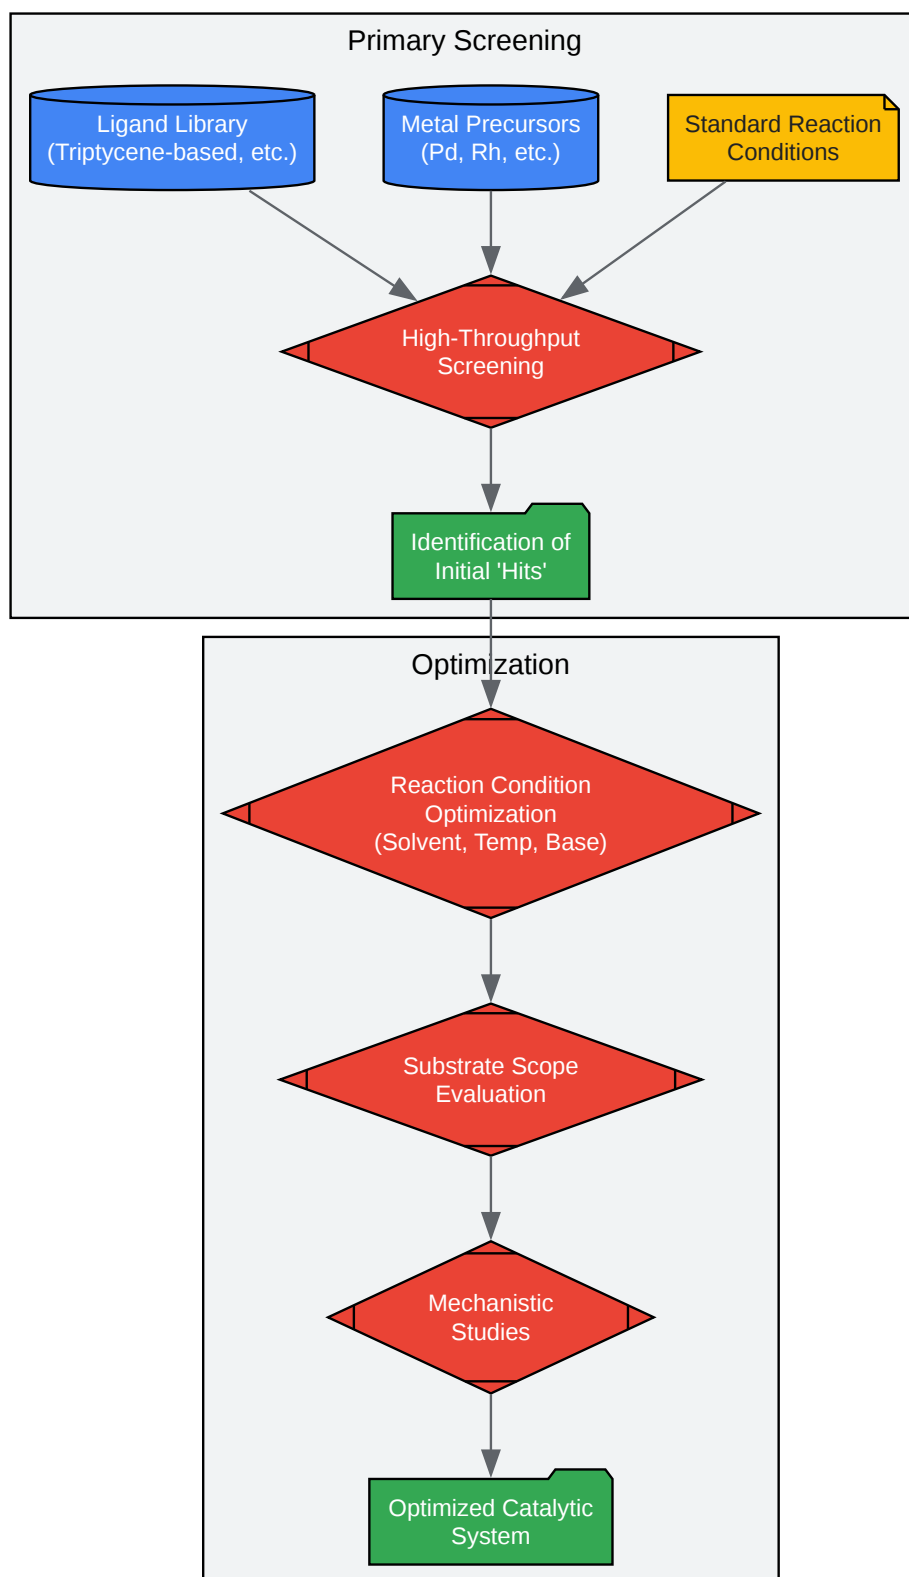 Primary Screening
Ligand Library
(Triptycene-based, etc.)
Metal Precursors
(Pd, Rh, etc.)
Standard Reaction
Conditions
High-Throughput
Screening
Identification of
Initial 'Hits'
Optimization
Reaction Condition
Optimization
(Solvent, Temp, Base)
Substrate Scope
Evaluation
Mechanistic
Studies
Optimized Catalytic
System